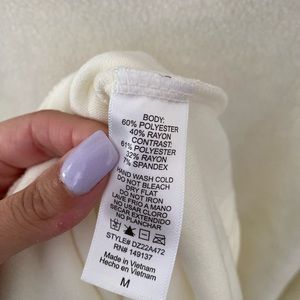 BODY:
60% POLYESTER
40% RAYON
CONTRAST:
61% POLYESTER
32% RAYON
7% SPANDEX
HAND WASH COLD
DO NOT BLEACH
DRY FLAT
DO NOT IRON
LAVE FRIO A MANO
NO USAR CLORO
SECAR EXTENDIDO
NO PLANCHAR
STYLE# DZ22A472
RN# 149137
Made in Vietnam
Hecho en Vietnam
M